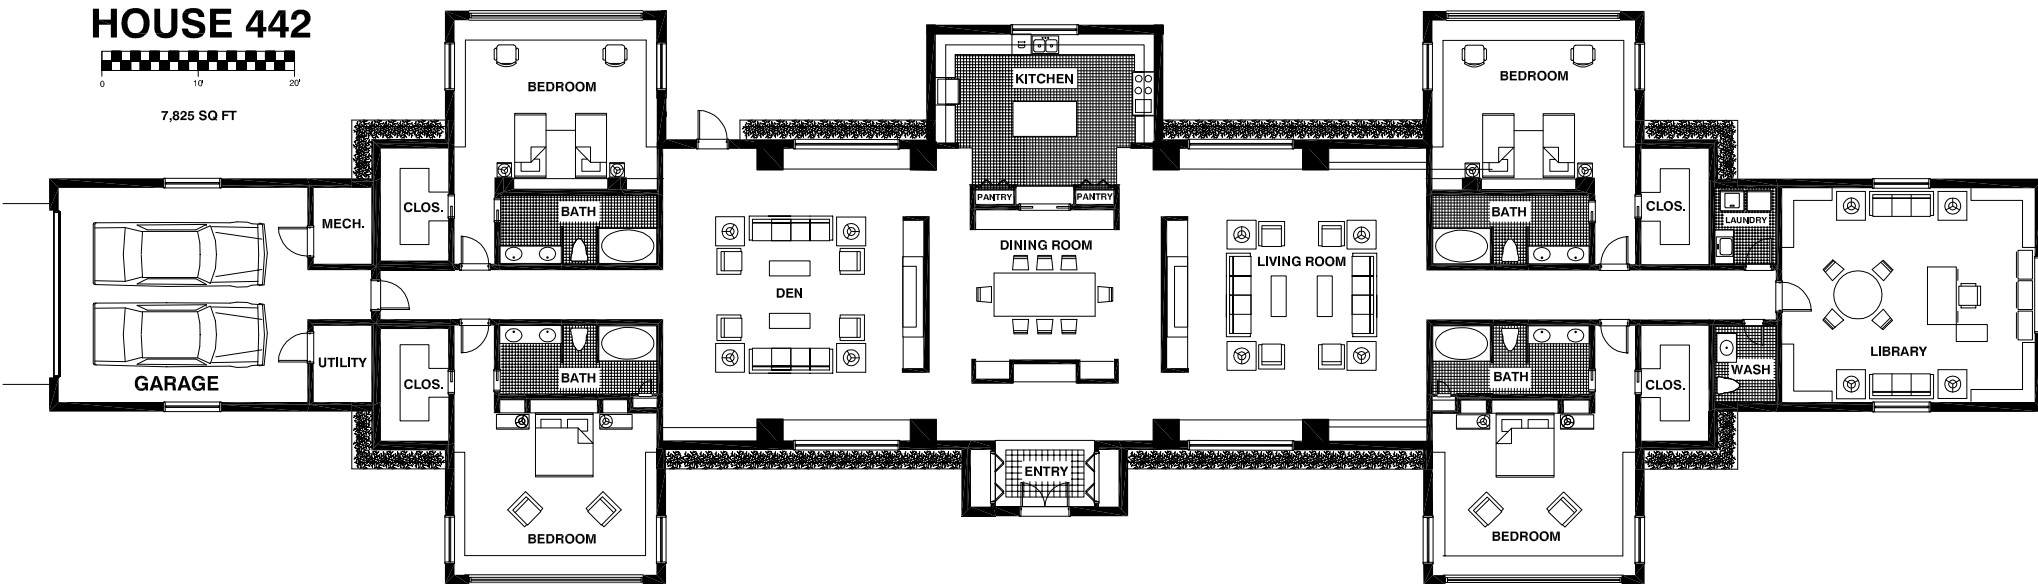 HOUSE 442
0 10' 20'
7,825 SQ FT
BEDROOM
KITCHEN
BEDROOM
CLOS.
MECH.
BATH
PANTRY
PANTRY
BATH
CLOS.
LAUNDRY
DINING ROOM
LIVING ROOM
DEN
GARAGE
UTILITY
CLOS.
BATH
BATH
CLOS.
WASH
LIBRARY
ENTRY
BEDROOM
BEDROOM